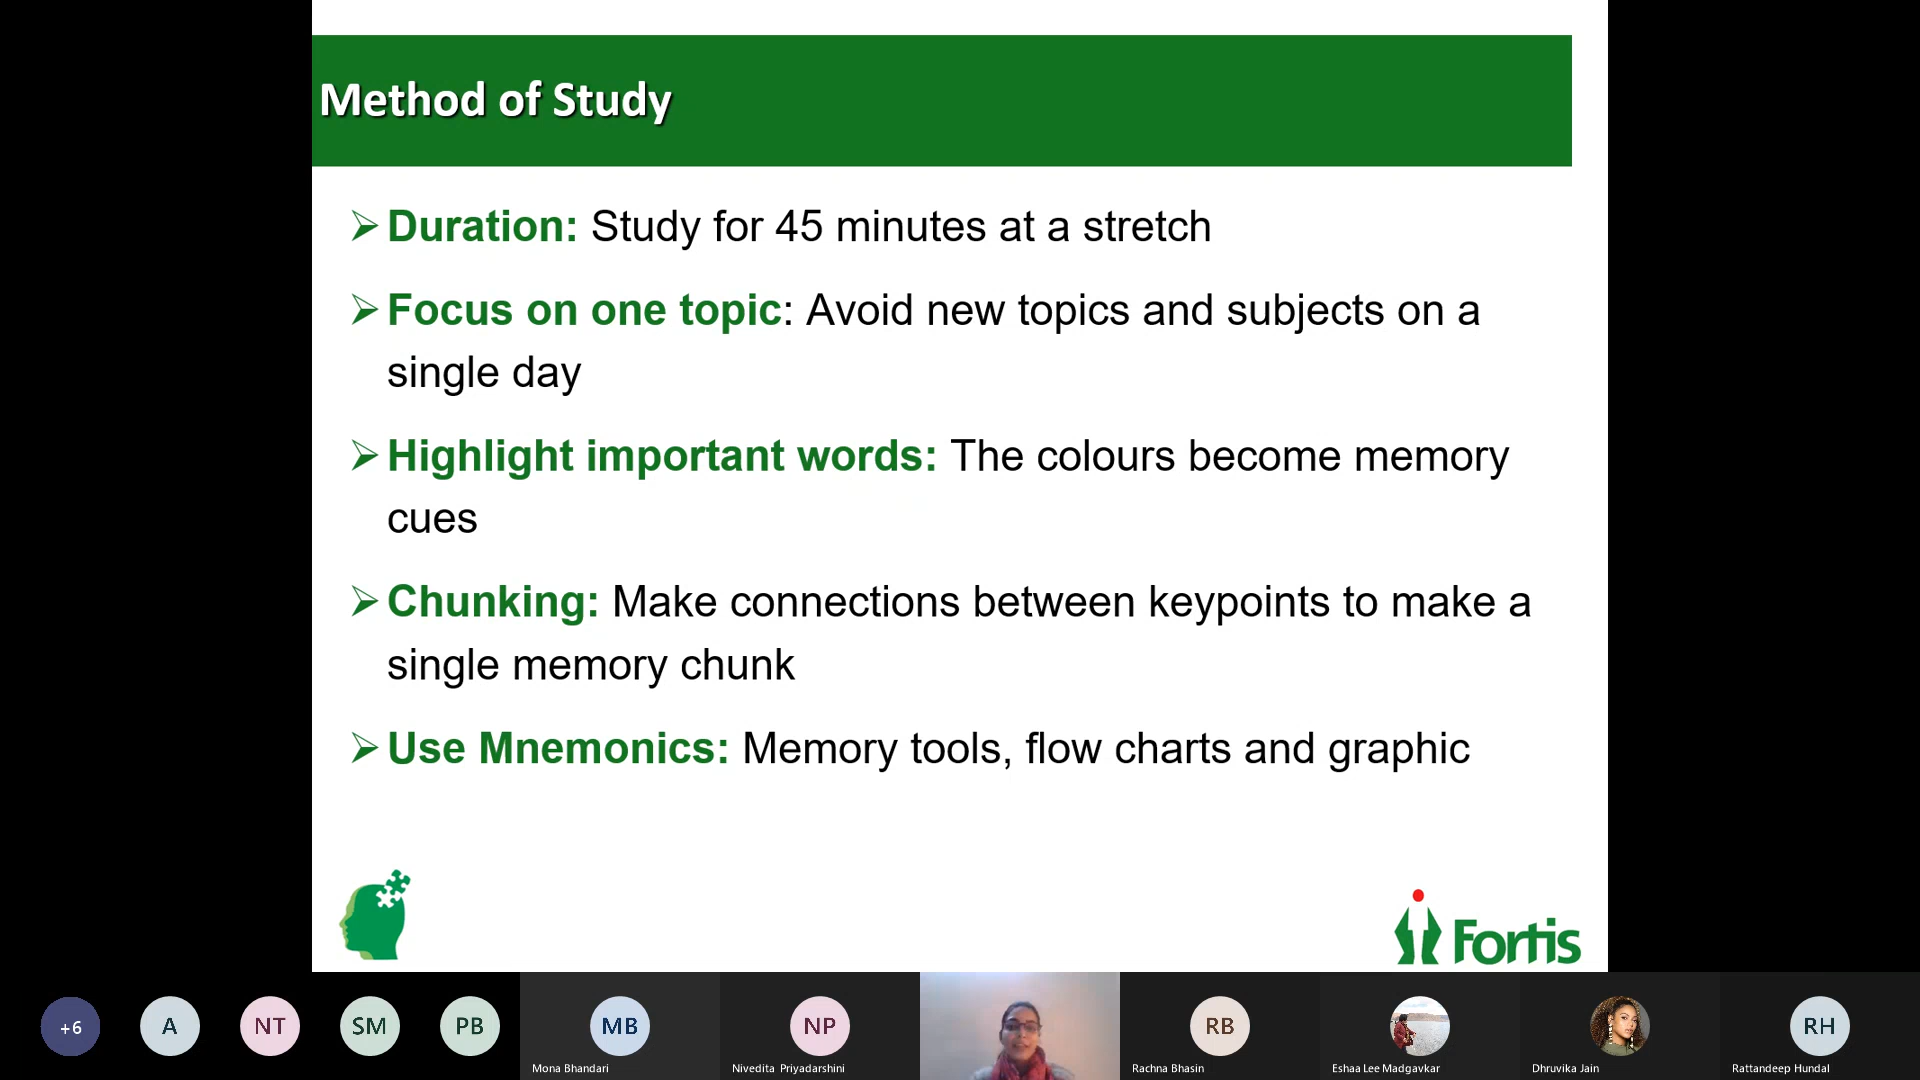 Method of Study
Duration: Study for 45 minutes at a stretch
Focus on one topic: Avoid new topics and subjects on a
single day
Highlight important words: The colours become memory
cues
Chunking: Make connections between keypoints to make a
single memory chunk
Use Mnemonics: Memory tools, flow charts and graphic
Fortis
+6
A
NT
SM
PB
MB
NP
RB
RH
Mona Bhandari
Nivedita Priyadarshini
Rachna Bhasin
Eshaa Lee Madgavkar
Dhruvika Jain
Rattandeep Hundal